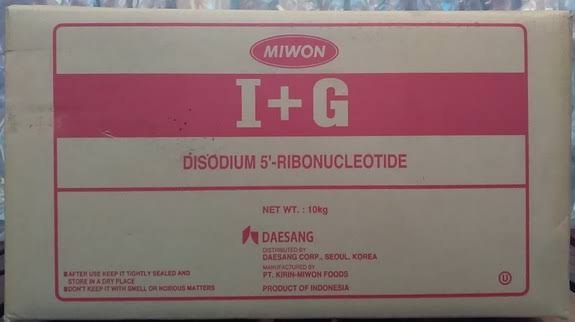 MIWON
I+G
DISODIUM 5'-RIBONUCLEOTIDE
NET WT. : 10kg
DAESANG
DISTRIBUTED BY
DAESANG CORP., SEOUL, KOREA
MANUFACTURED BY
PT. KIRIN-MIWON FOODS
PRODUCT OF INDONESIA
■AFTER USE KEEP IT TIGHTLY SEALED AND
STORE IN A DRY PLACE
■DON'T KEEP IT WITH SMELL OR NOXIOUS MATTERS
U